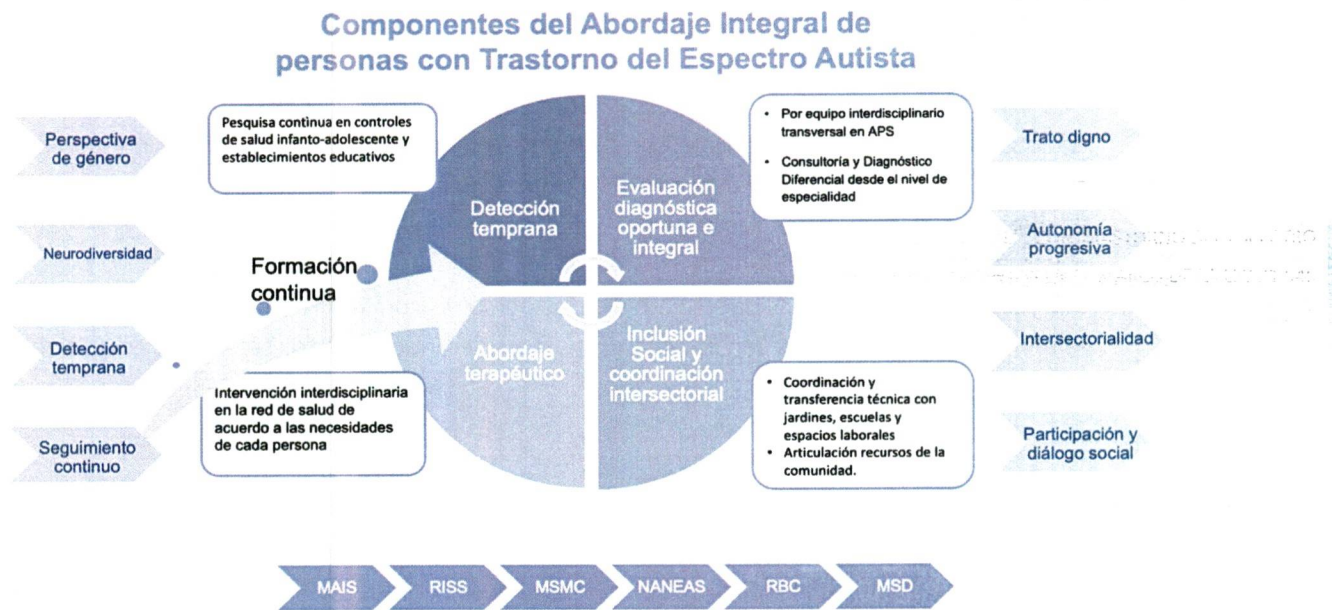 Componentes del Abordaje Integral de
personas con Trastorno del Espectro Autista
Perspectiva
de género
Neurodiversidad
Detección
temprana
Seguimiento
continuo
Pesquisa continua en controles
de salud infanto-adolescente y
establecimientos educativos
Formación
continua
Intervención interdisciplinaria
en la red de salud de
acuerdo a las necesidades
de cada persona
Detección
temprana
Evaluación
diagnóstica
oportuna e
integral
Abordaje
terapéutico
Inclusión
Social y
coordinación
intersectorial
• Por equipo interdisciplinario
transversal en APS
• Consultoría y Diagnóstico
Diferencial desde el nivel de
especialidad
• Coordinación y
transferencia técnica con
jardines, escuelas y
espacios laborales
• Articulación recursos de la
comunidad.
Trato digno
Autonomía
progresiva
Intersectorialidad
Participación y
diálogo social
MAIS
RISS
MSMC
NANEAS
RBC
MSD